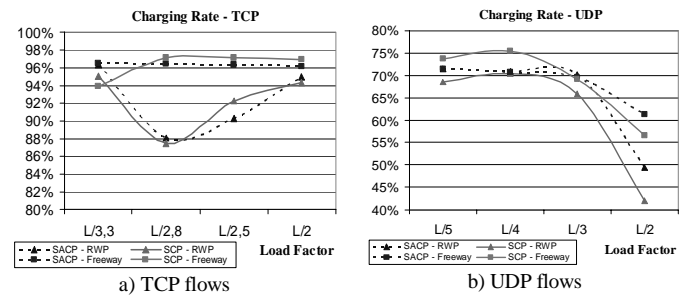 Charging Rate - TCP
100%
98%
96%
94%
92%
90%
88%
86%
84%
82%
80%
L/3,3 L/2,8 L/2,5 L/2
Load Factor
SACP - RWP SCP - RWP
SACP - Freeway SCP - Freeway
a) TCP flows
Charging Rate - UDP
80%
75%
70%
65%
60%
55%
50%
45%
40%
L/5 L/4 L/3 L/2
Load Factor
SACP - RWP SCP - RWP
SACP - Freeway SCP - Freeway
b) UDP flows